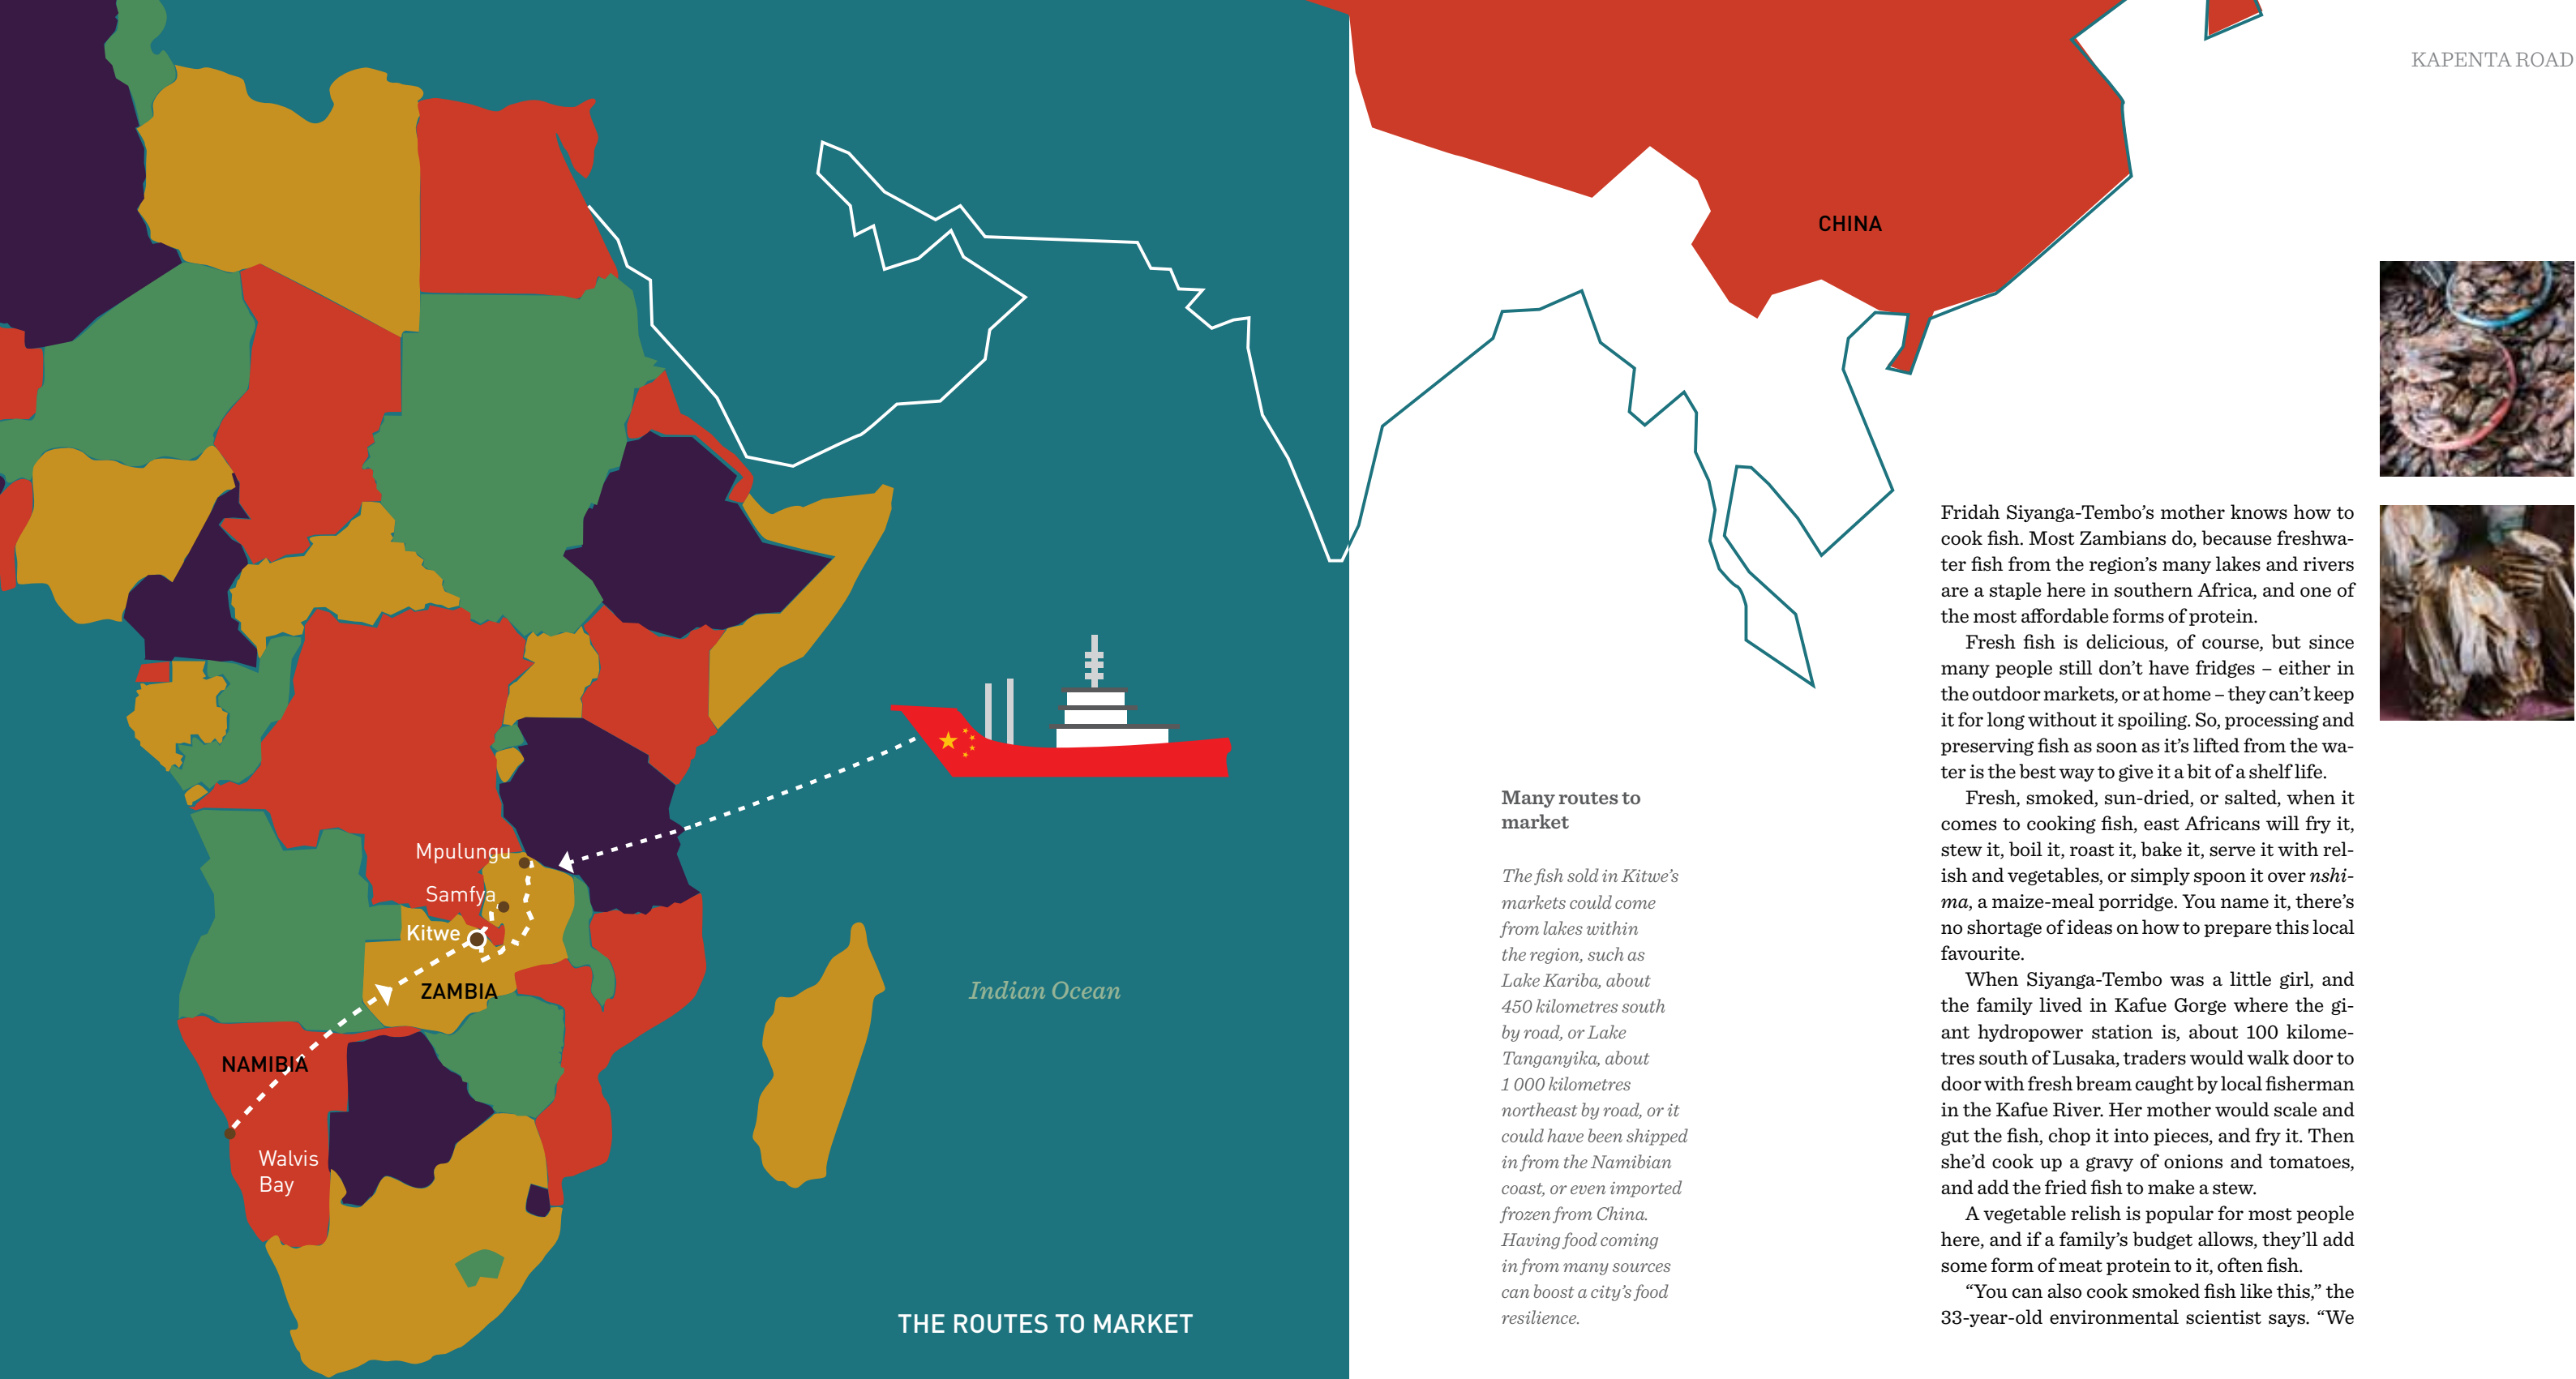 KAPENTA ROAD
CHINA
Mpulungu
Samfya
Kitwe
ZAMBIA
NAMIBIA
Walvis
Bay
Indian Ocean
THE ROUTES TO MARKET
Many routes to
market
The fish sold in Kitwe’s
markets could come
from lakes within
the region, such as
Lake Kariba, about
450 kilometres south
by road, or Lake
Tanganyika, about
1 000 kilometres
northeast by road, or it
could have been shipped
in from the Namibian
coast, or even imported
frozen from China.
Having food coming
in from many sources
can boost a city’s food
resilience.
Fridah Siyanga-Tembo’s mother knows how to
cook fish. Most Zambians do, because freshwa-
ter fish from the region’s many lakes and rivers
are a staple here in southern Africa, and one of
the most affordable forms of protein.
Fresh fish is delicious, of course, but since
many people still don’t have fridges – either in
the outdoor markets, or at home – they can’t keep
it for long without it spoiling. So, processing and
preserving fish as soon as it’s lifted from the wa-
ter is the best way to give it a bit of a shelf life.
Fresh, smoked, sun-dried, or salted, when it
comes to cooking fish, east Africans will fry it,
stew it, boil it, roast it, bake it, serve it with rel-
ish and vegetables, or simply spoon it over nshi-
ma, a maize-meal porridge. You name it, there’s
no shortage of ideas on how to prepare this local
favourite.
When Siyanga-Tembo was a little girl, and
the family lived in Kafue Gorge where the gi-
ant hydropower station is, about 100 kilome-
tres south of Lusaka, traders would walk door to
door with fresh bream caught by local fisherman
in the Kafue River. Her mother would scale and
gut the fish, chop it into pieces, and fry it. Then
she’d cook up a gravy of onions and tomatoes,
and add the fried fish to make a stew.
A vegetable relish is popular for most people
here, and if a family’s budget allows, they’ll add
some form of meat protein to it, often fish.
“You can also cook smoked fish like this,” the
33-year-old environmental scientist says. “We